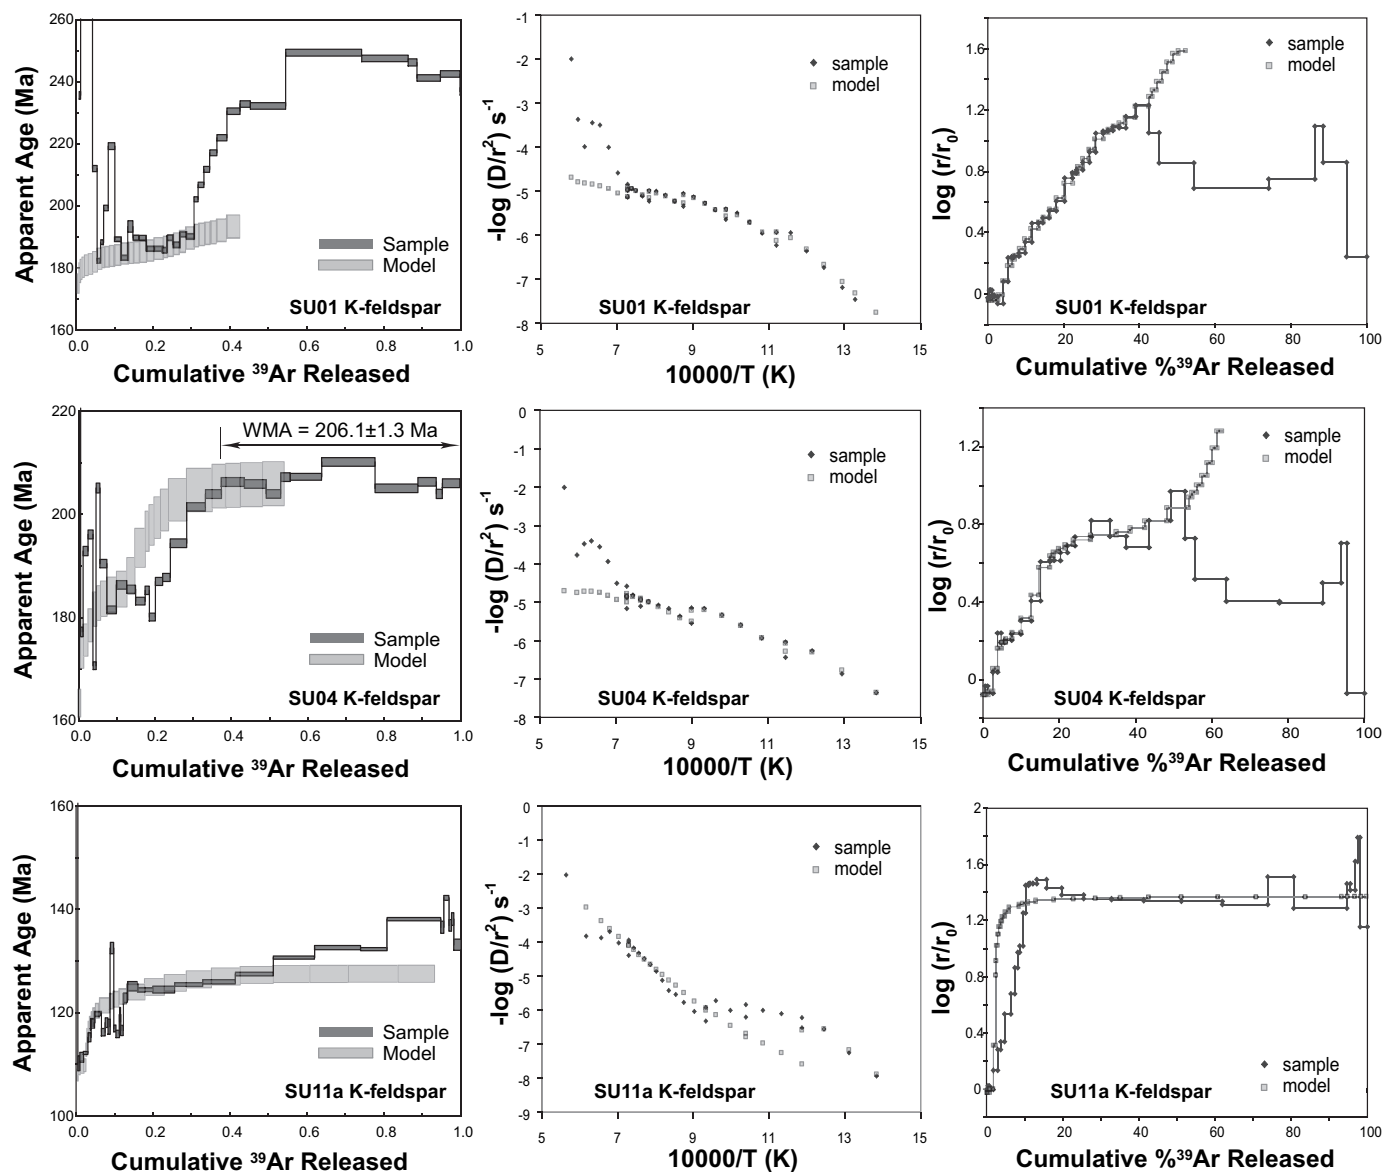 260
240
220
200
180
160
Apparent Age (Ma)
Sample
Model
SU01 K-feldspar
0.0 0.2 0.4 0.6 0.8 1.0
Cumulative ³⁹Ar Released
-1
-2
-3
-4
-5
-6
-7
-8
-log (D/r²) s⁻¹
sample
model
SU01 K-feldspar
5 7 9 11 13 15
10000/T (K)
1.6
1.2
0.8
0.4
0
log (r/r₀)
sample
model
SU01 K-feldspar
0 20 40 60 80 100
Cumulative %³⁹Ar Released
220
200
180
160
Apparent Age (Ma)
WMA = 206.1±1.3 Ma
Sample
Model
SU04 K-feldspar
0.0 0.2 0.4 0.6 0.8 1.0
Cumulative ³⁹Ar Released
0
-1
-2
-3
-4
-5
-6
-7
-8
-log (D/r²) s⁻¹
sample
model
SU04 K-feldspar
5 7 9 11 13 15
10000/T (K)
1.2
0.8
0.4
0
log (r/r₀)
sample
model
SU04 K-feldspar
0 20 40 60 80 100
Cumulative %³⁹Ar Released
160
140
120
100
Apparent Age (Ma)
Sample
Model
SU11a K-feldspar
0.0 0.2 0.4 0.6 0.8 1.0
Cumulative ³⁹Ar Released
0
-1
-2
-3
-4
-5
-6
-7
-8
-9
-log (D/r²) s⁻¹
sample
model
SU11a K-feldspar
5 7 9 11 13 15
10000/T (K)
2
1.6
1.2
0.8
0.4
0
log (r/r₀)
sample
model
SU11a K-feldspar
0 20 40 60 80 100
Cumulative %³⁹Ar Released